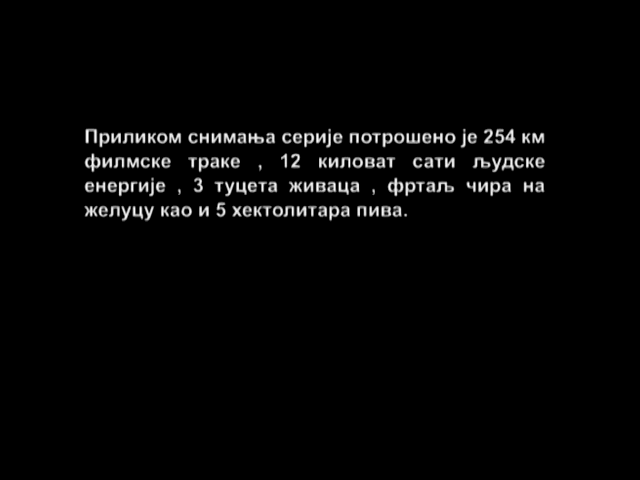 Приликом снимања серије потрошено је 254 км
филмске траке , 12 киловат сати људске
енергије , 3 туцета живаца , фртаљ чира на
желуцу као и 5 хектолитара пива.